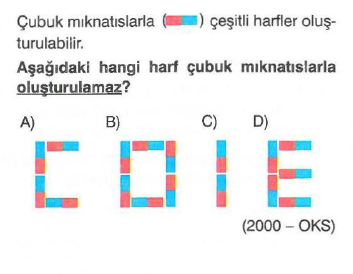 Çubuk mıknatıslarla ( ) çeşitli harfler oluş-
turulabilir.
Aşağıdaki hangi harf çubuk mıknatıslarla
oluşturulamaz?
A) B) C) D)
C O I E
(2000 – OKS)